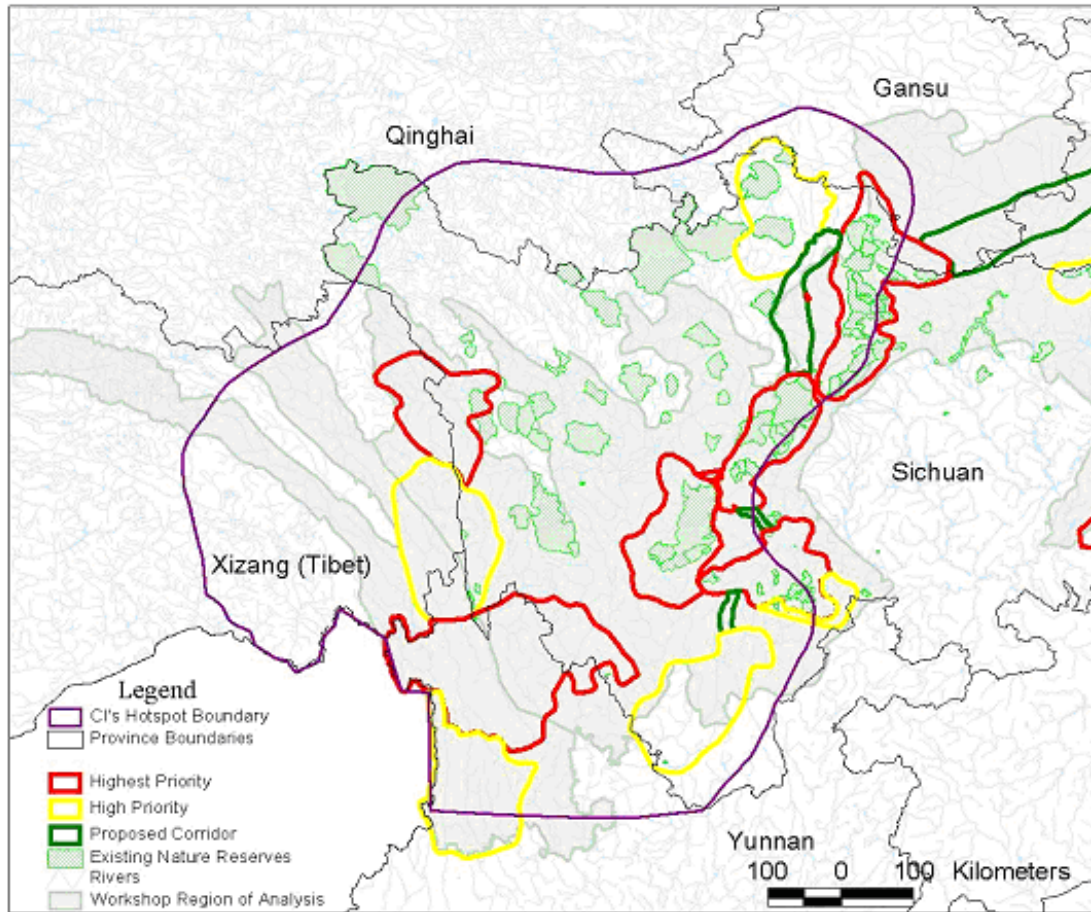 Gansu
Qinghai
Sichuan
Xizang (Tibet)
Legend
CI's Hotspot Boundary
Province Boundaries
Highest Priority
High Priority
Proposed Corridor
Existing Nature Reserves
Rivers
Workshop Region of Analysis
Yunnan
100 0 100 Kilometers